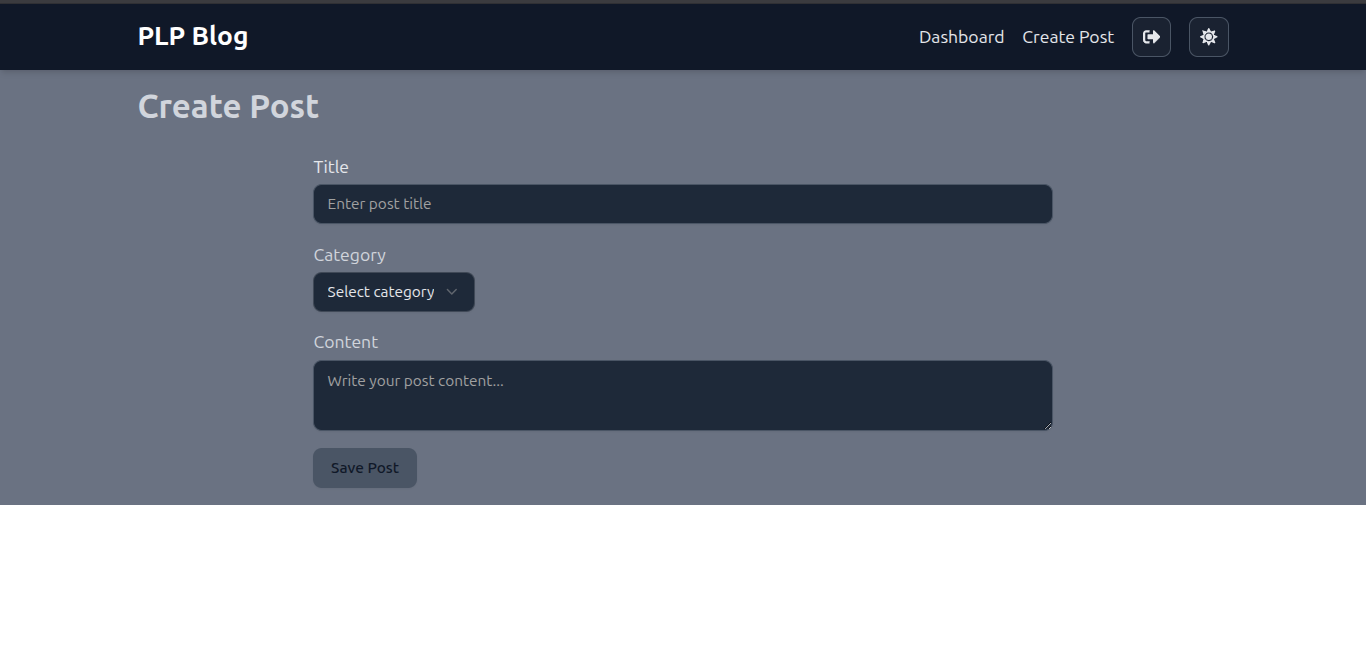 PLP Blog
Dashboard Create Post
Create Post
Title
Enter post title
Category
Select category
Content
Write your post content...
Save Post